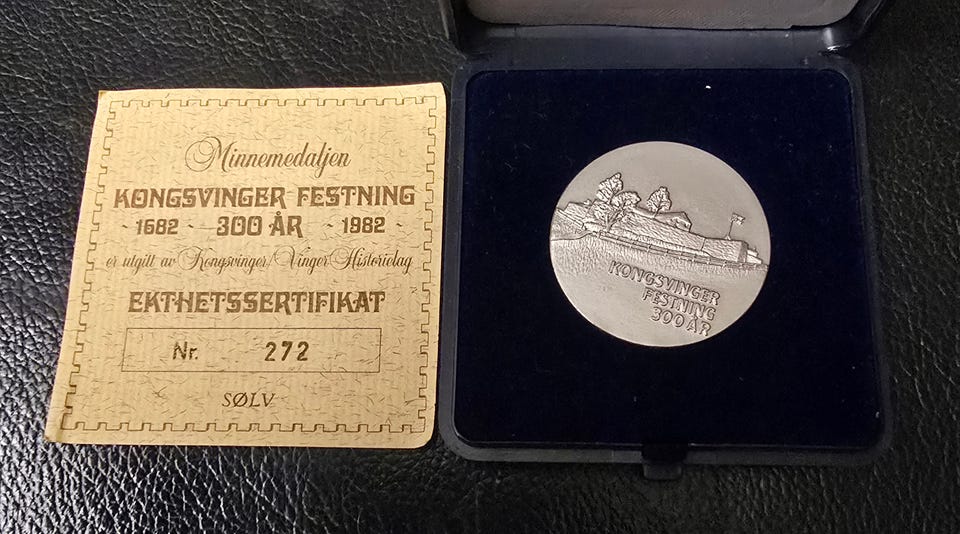 Minnemedaljen
KONGSVINGER FESTNING
1682 - 300 ÅR - 1982 -
er utgitt av Kongsvinger/Vinger Historielag
EKTHETSSERTIFIKAT
Nr. 272
SØLV
KONGSVINGER
FESTNING
300 ÅR